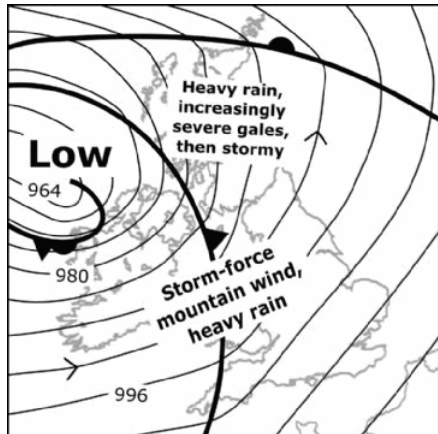 Heavy rain,
increasingly
severe gales,
then stormy
Low
964
980
Storm-force
mountain wind,
heavy rain
996